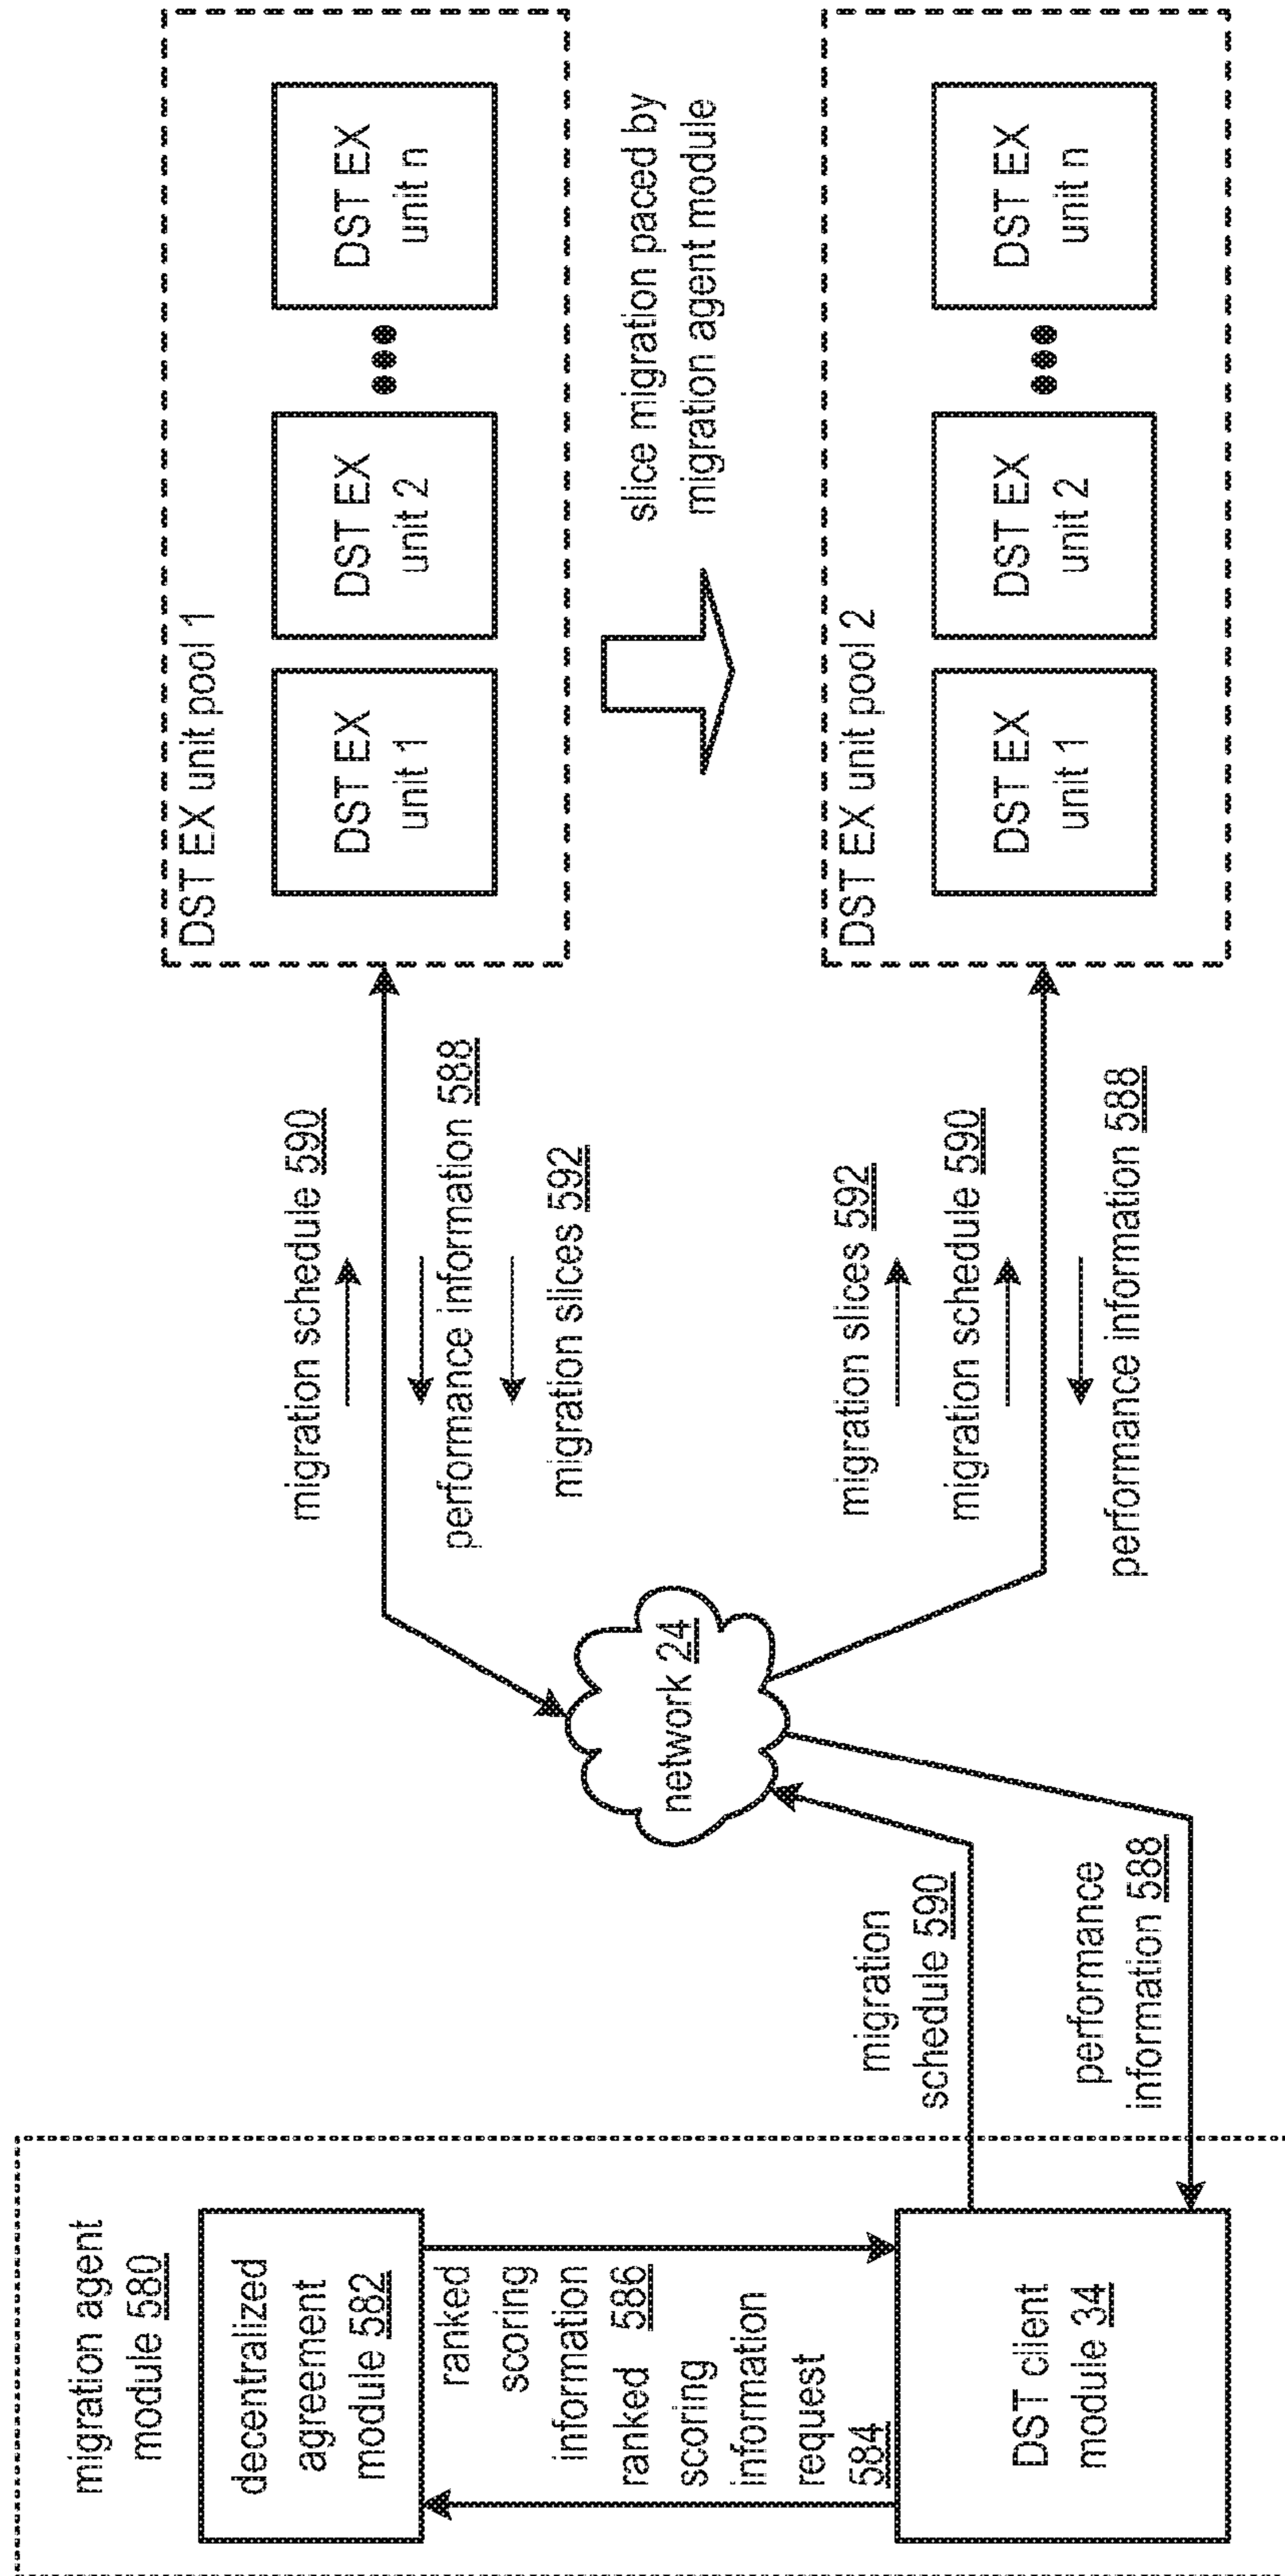 migration agent
module 580
decentralized
agreement
module 582
ranked
scoring
information
586
ranked
scoring
information
request
584
DST client
module 34
migration
schedule 590
performance
information 588
network 24
migration schedule 590
performance information 588
migration slices 592
migration slices 592
migration schedule 590
performance information 588
DST EX unit pool 1
DST EX
unit 1
DST EX
unit 2
DST EX
unit n
slice migration paced by
migration agent module
DST EX unit pool 2
DST EX
unit 1
DST EX
unit 2
DST EX
unit n